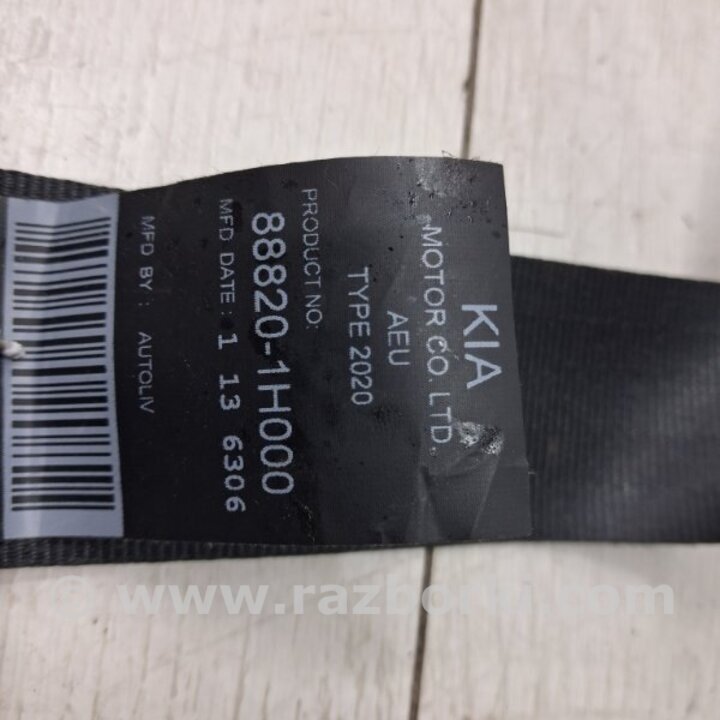 KIA
MOTOR CO. LTD.
AEU
TYPE 2020
PRODUCT NO:
88820-1H000
MFD DATE : 1 13 6306
MFD BY : AUTOLIV
© www.razborui.com